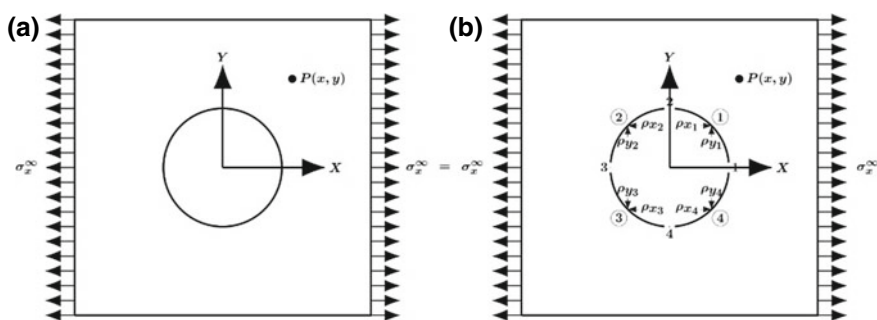 (a)
Y
P(x, y)
X
σₓ^∞
σₓ^∞ = σₓ^∞
(b)
Y
P(x, y)
2
② ρx₂ ρx₁ ①
ρy₂ ρy₁
3 1 X
ρy₃ ρy₄
③ ρx₃ ρx₄ ④
4
σₓ^∞